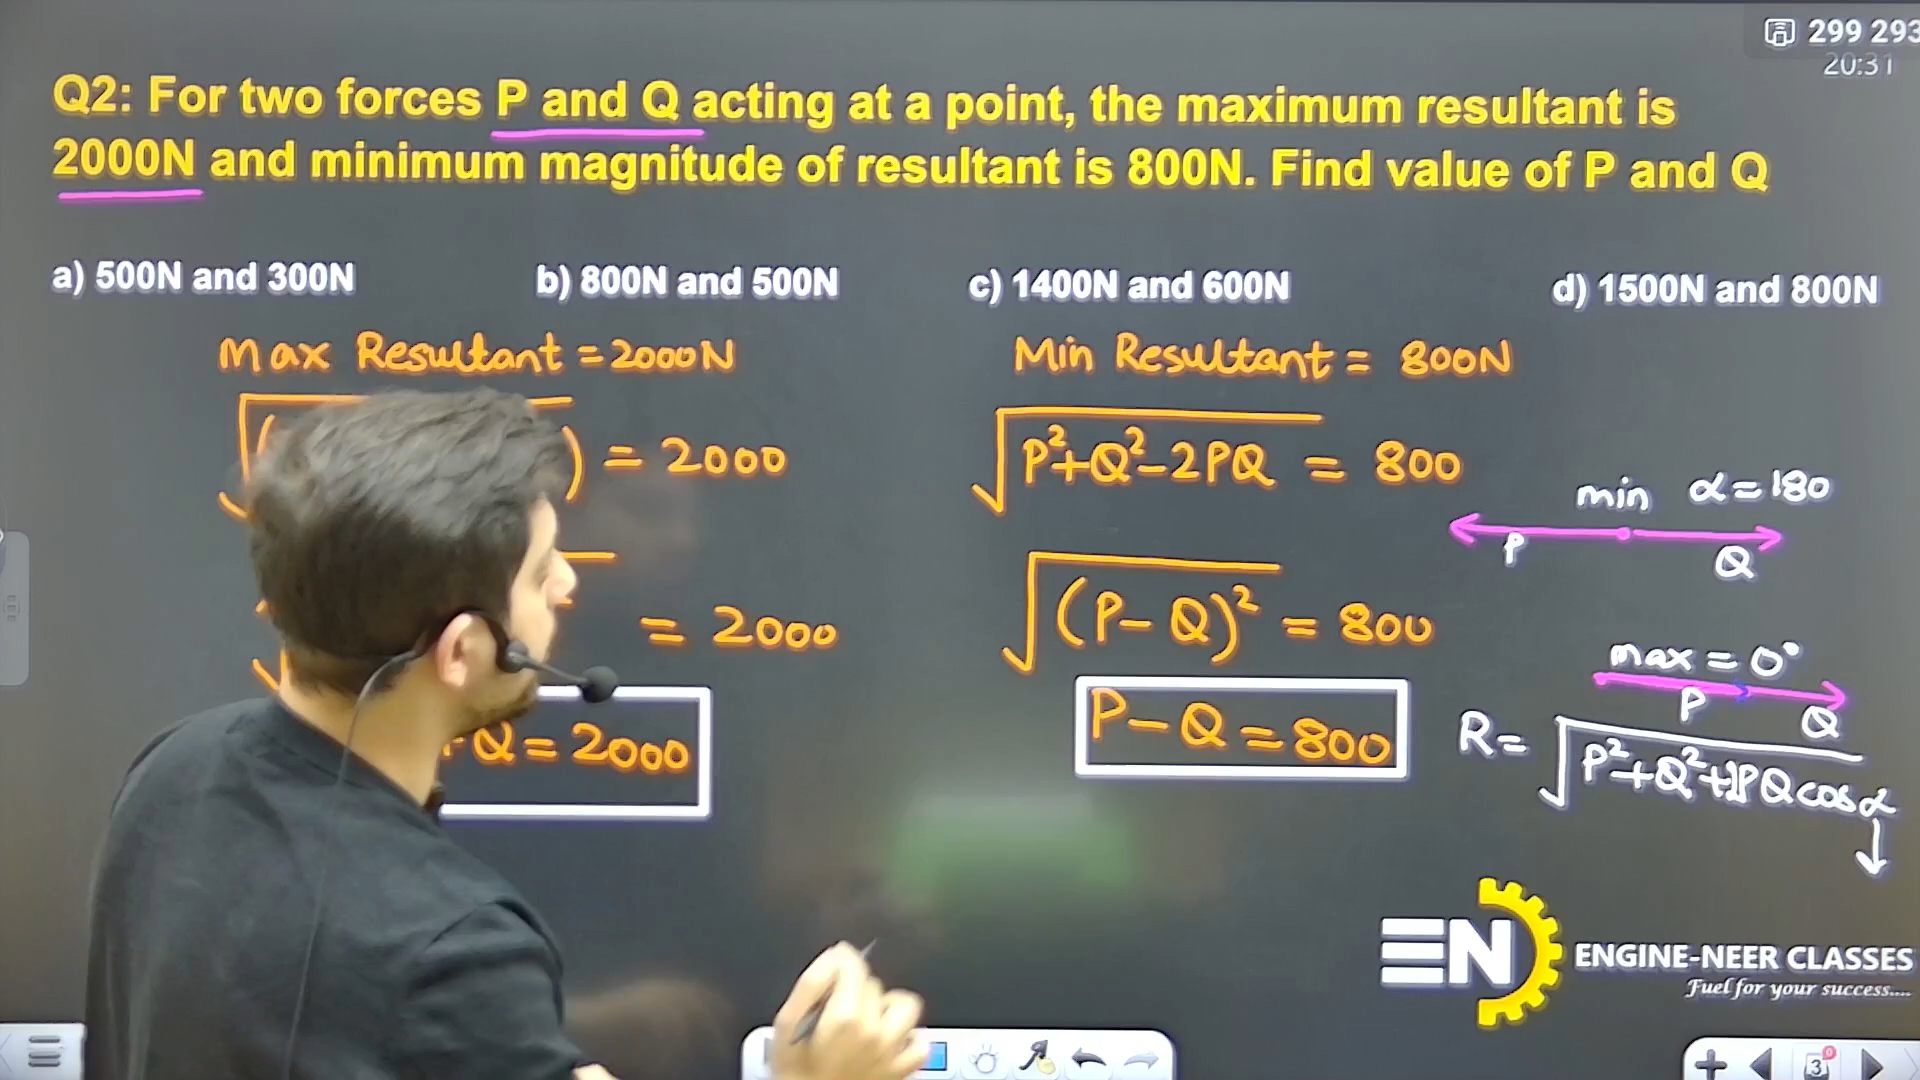 299 293
20:31
Q2: For two forces P and Q acting at a point, the maximum resultant is
2000N and minimum magnitude of resultant is 800N. Find value of P and Q
a) 500N and 300N b) 800N and 500N c) 1400N and 600N d) 1500N and 800N
Max Resultant = 2000N
= 2000
= 2000
Q = 2000
Min Resultant = 800N
√P²+Q²-2PQ = 800
√(P-Q)² = 800
P-Q = 800
min α=180
P Q
max = 0°
P Q
R= √P²+Q²+2PQcosα
EN
ENGINE-NEER CLASSES
Fuel for your success....
3